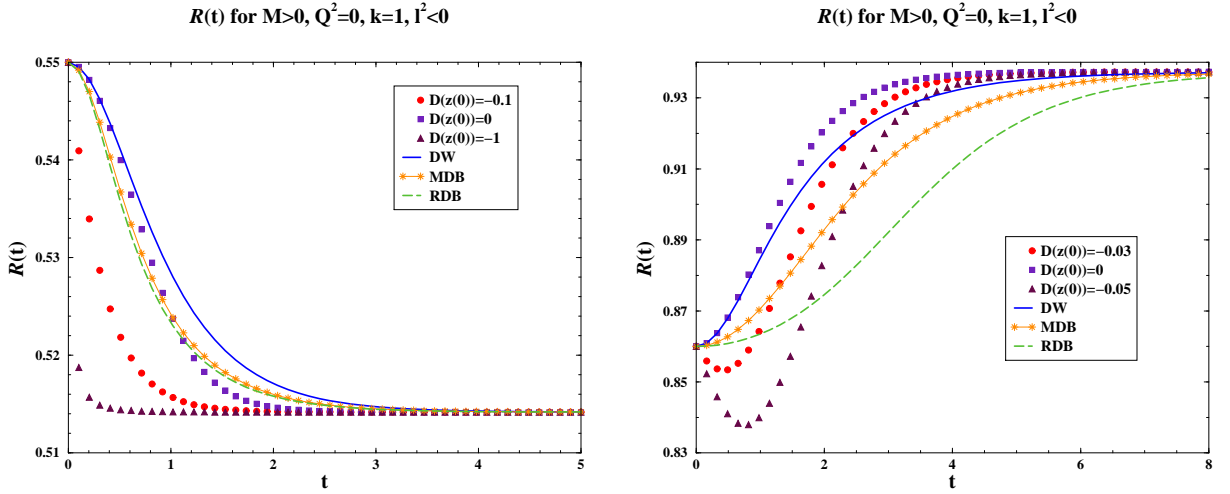 R(t) for M>0, Q²=0, k=1, l²<0
0.55
0.54
0.53
0.52
0.51
R(t)
0
1
2
3
4
5
t
D(z(0))=−0.1
D(z(0))=0
D(z(0))=−1
DW
MDB
RDB
R(t) for M>0, Q²=0, k=1, l²<0
0.93
0.91
0.89
0.87
0.85
0.83
R(t)
0
2
4
6
8
t
D(z(0))=−0.03
D(z(0))=0
D(z(0))=−0.05
DW
MDB
RDB